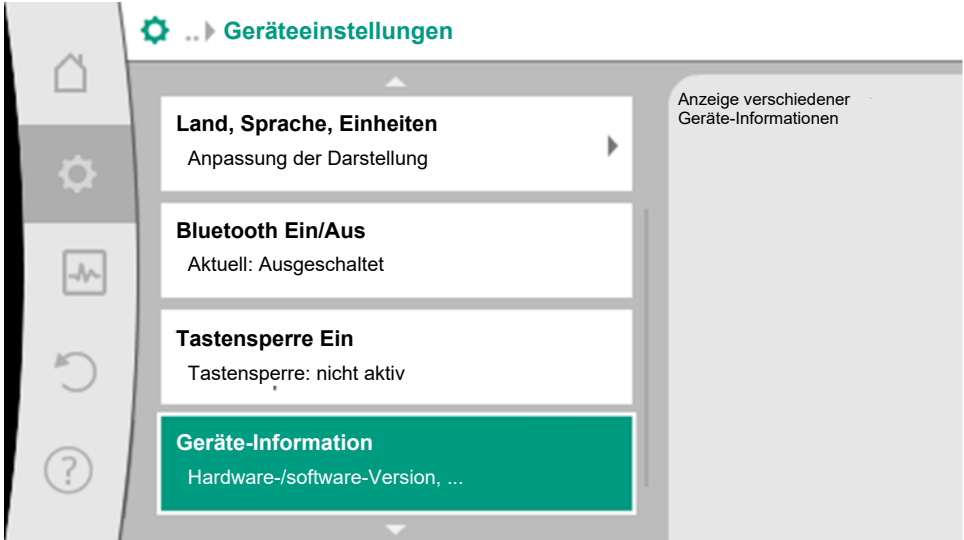 .. Geräteeinstellungen
Land, Sprache, Einheiten
Anpassung der Darstellung
Bluetooth Ein/Aus
Aktuell: Ausgeschaltet
Tastensperre Ein
Tastensperre: nicht aktiv
Geräte-Information
Hardware-/software-Version, ...
Anzeige verschiedener
Geräte-Informationen
?